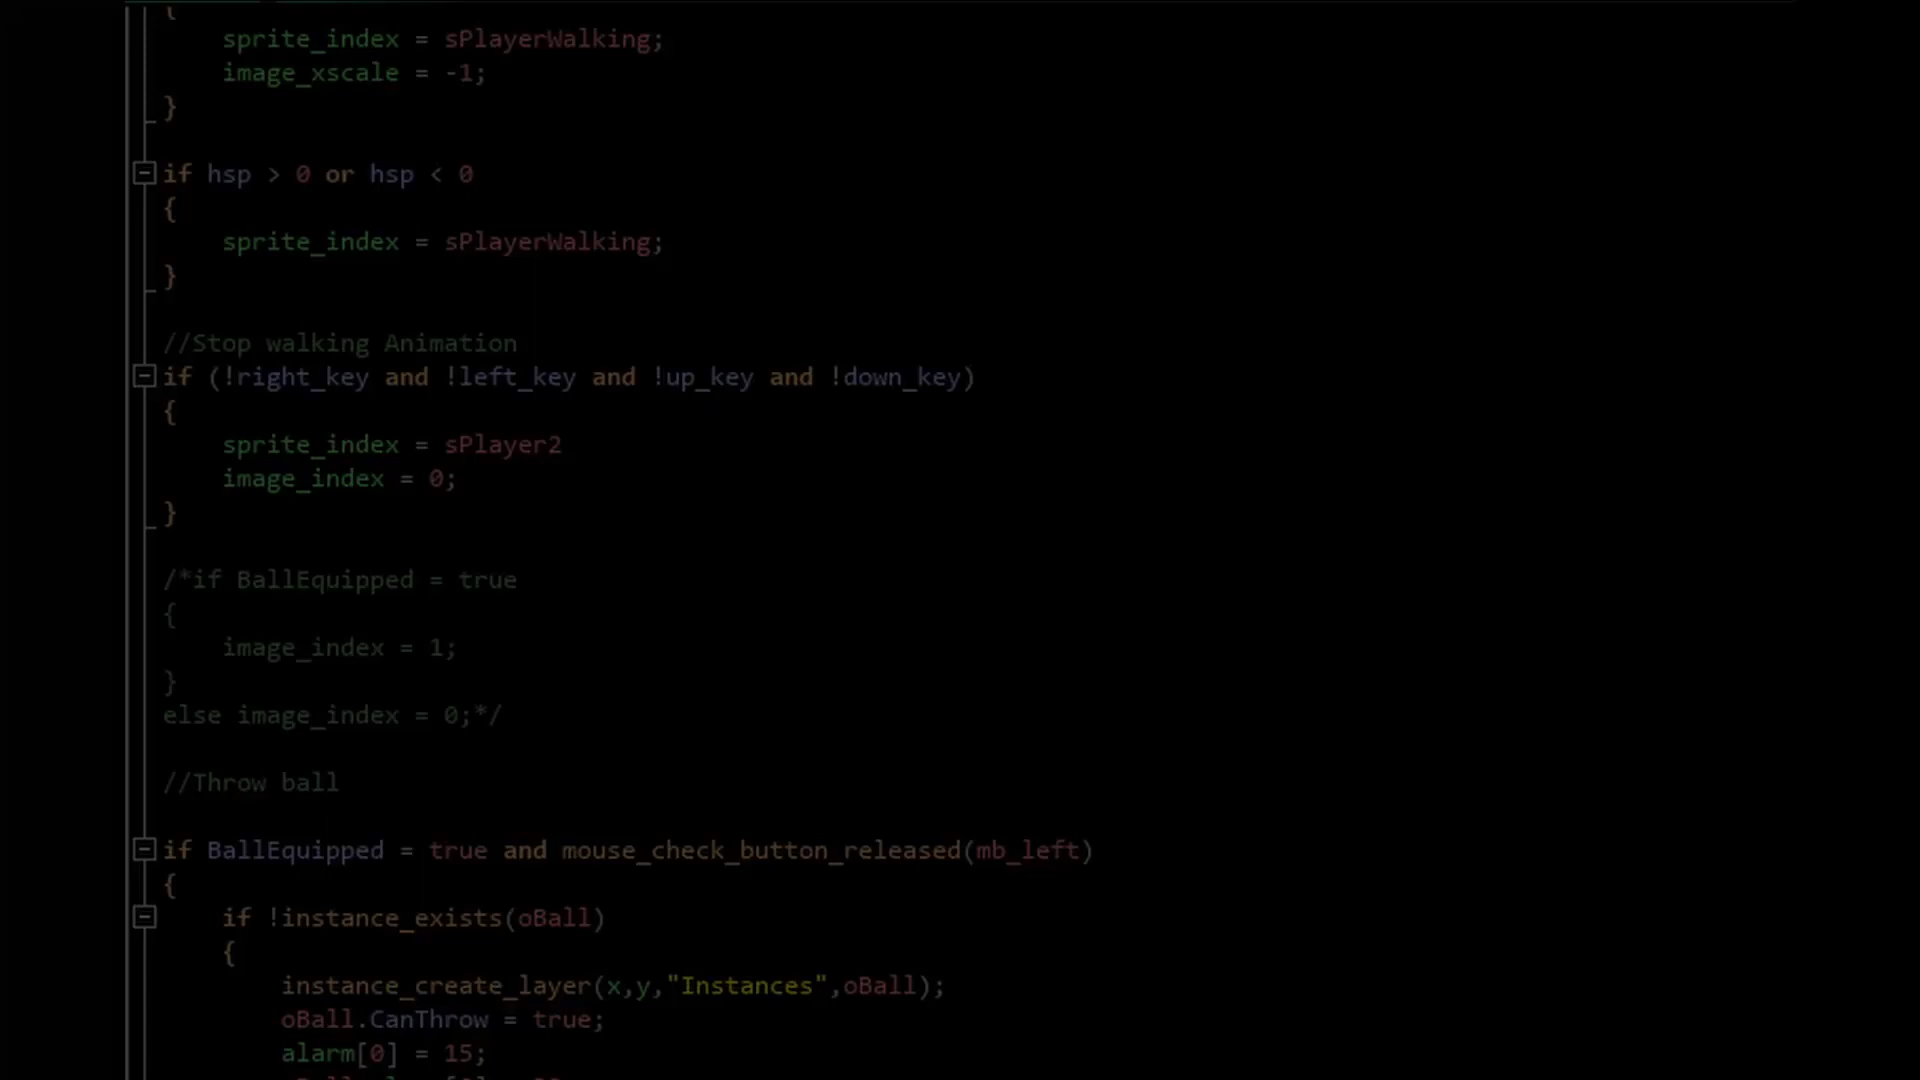 {
sprite_index = sPlayerWalking;
image_xscale = -1;
}
if hsp > 0 or hsp < 0
{
sprite_index = sPlayerWalking;
}
//Stop walking Animation
if (!right_key and !left_key and !up_key and !down_key)
{
sprite_index = sPlayer2
image_index = 0;
}
/*if BallEquipped = true
{
image_index = 1;
}
else image_index = 0;*/
//Throw ball
if BallEquipped = true and mouse_check_button_released(mb_left)
{
if !instance_exists(oBall)
{
instance_create_layer(x,y,"Instances",oBall);
oBall.CanThrow = true;
alarm[0] = 15;